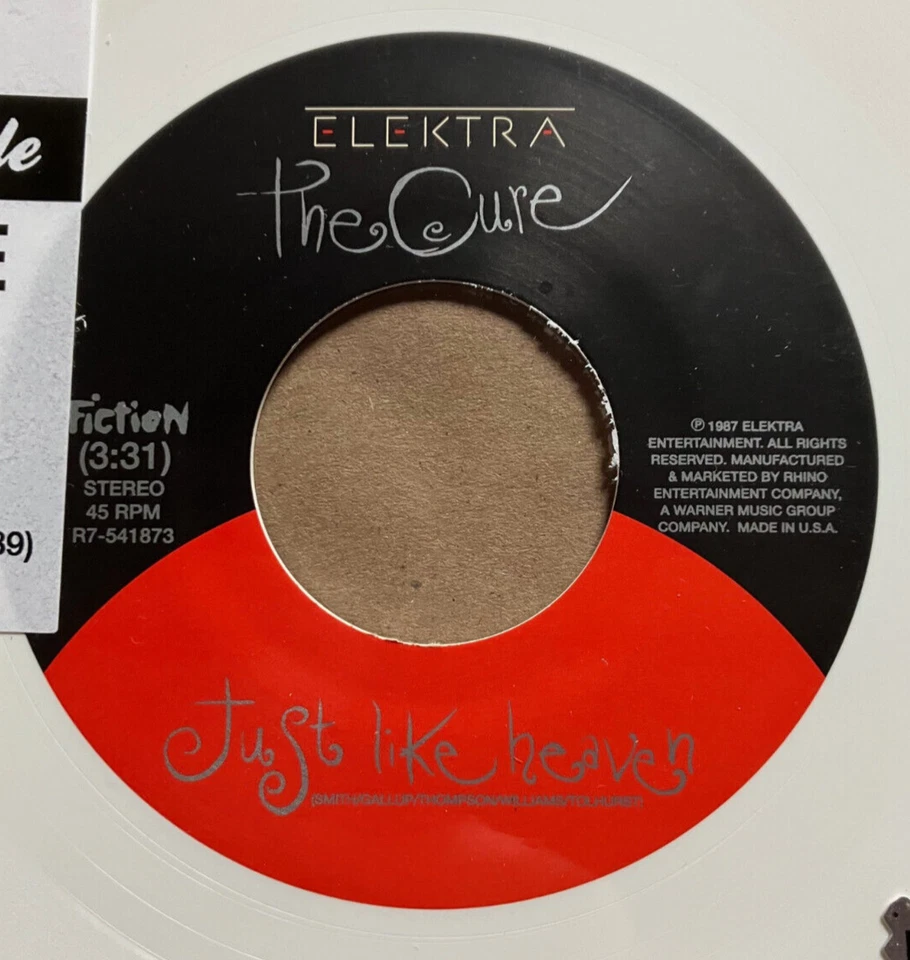 ELEKTRA
The Cure
Fiction
(3:31)
STEREO
45 RPM
R7-541873
℗ 1987 ELEKTRA
ENTERTAINMENT. ALL RIGHTS
RESERVED. MANUFACTURED
& MARKETED BY RHINO
ENTERTAINMENT COMPANY,
A WARNER MUSIC GROUP
COMPANY. MADE IN U.S.A.
Just like heaven
(SMITH/GALLUP/THOMPSON/WILLIAMS/TOLHURST)
89)